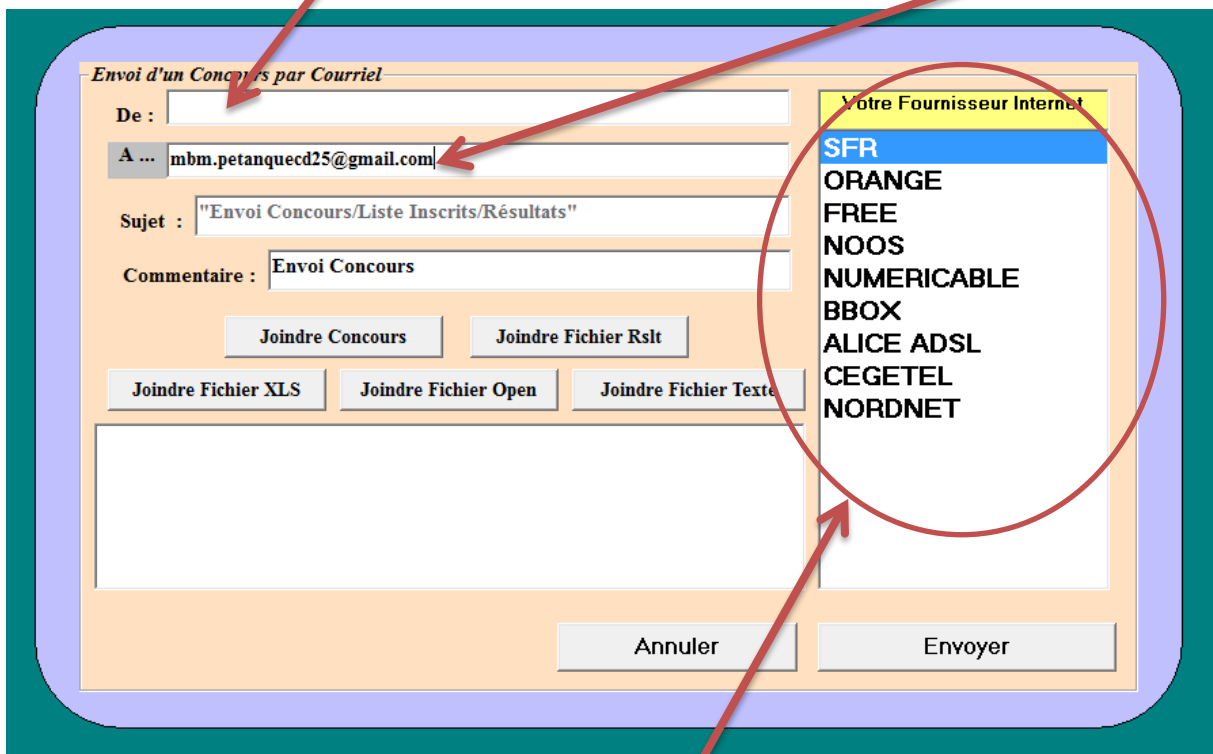 Envoi d'un Concours par Courriel
De :
A ... mbm.petanquecd25@gmail.com
Sujet : "Envoi Concours/Liste Inscrits/Résultats"
Commentaire : Envoi Concours
Joindre Concours Joindre Fichier Rslt
Joindre Fichier XLS Joindre Fichier Open Joindre Fichier Texte
Votre Fournisseur Internet
SFR
ORANGE
FREE
NOOS
NUMERICABLE
BBOX
ALICE ADSL
CEGETEL
NORDNET
Annuler Envoyer